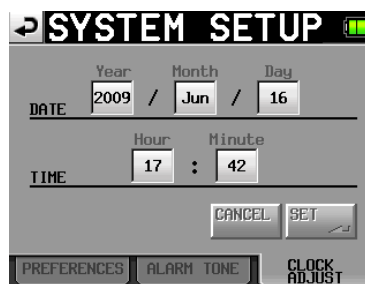 SYSTEM SETUP
Year Month Day
DATE 2009 / Jun / 16
Hour Minute
TIME 17 : 42
CANCEL SET
PREFERENCES ALARM TONE CLOCK ADJUST